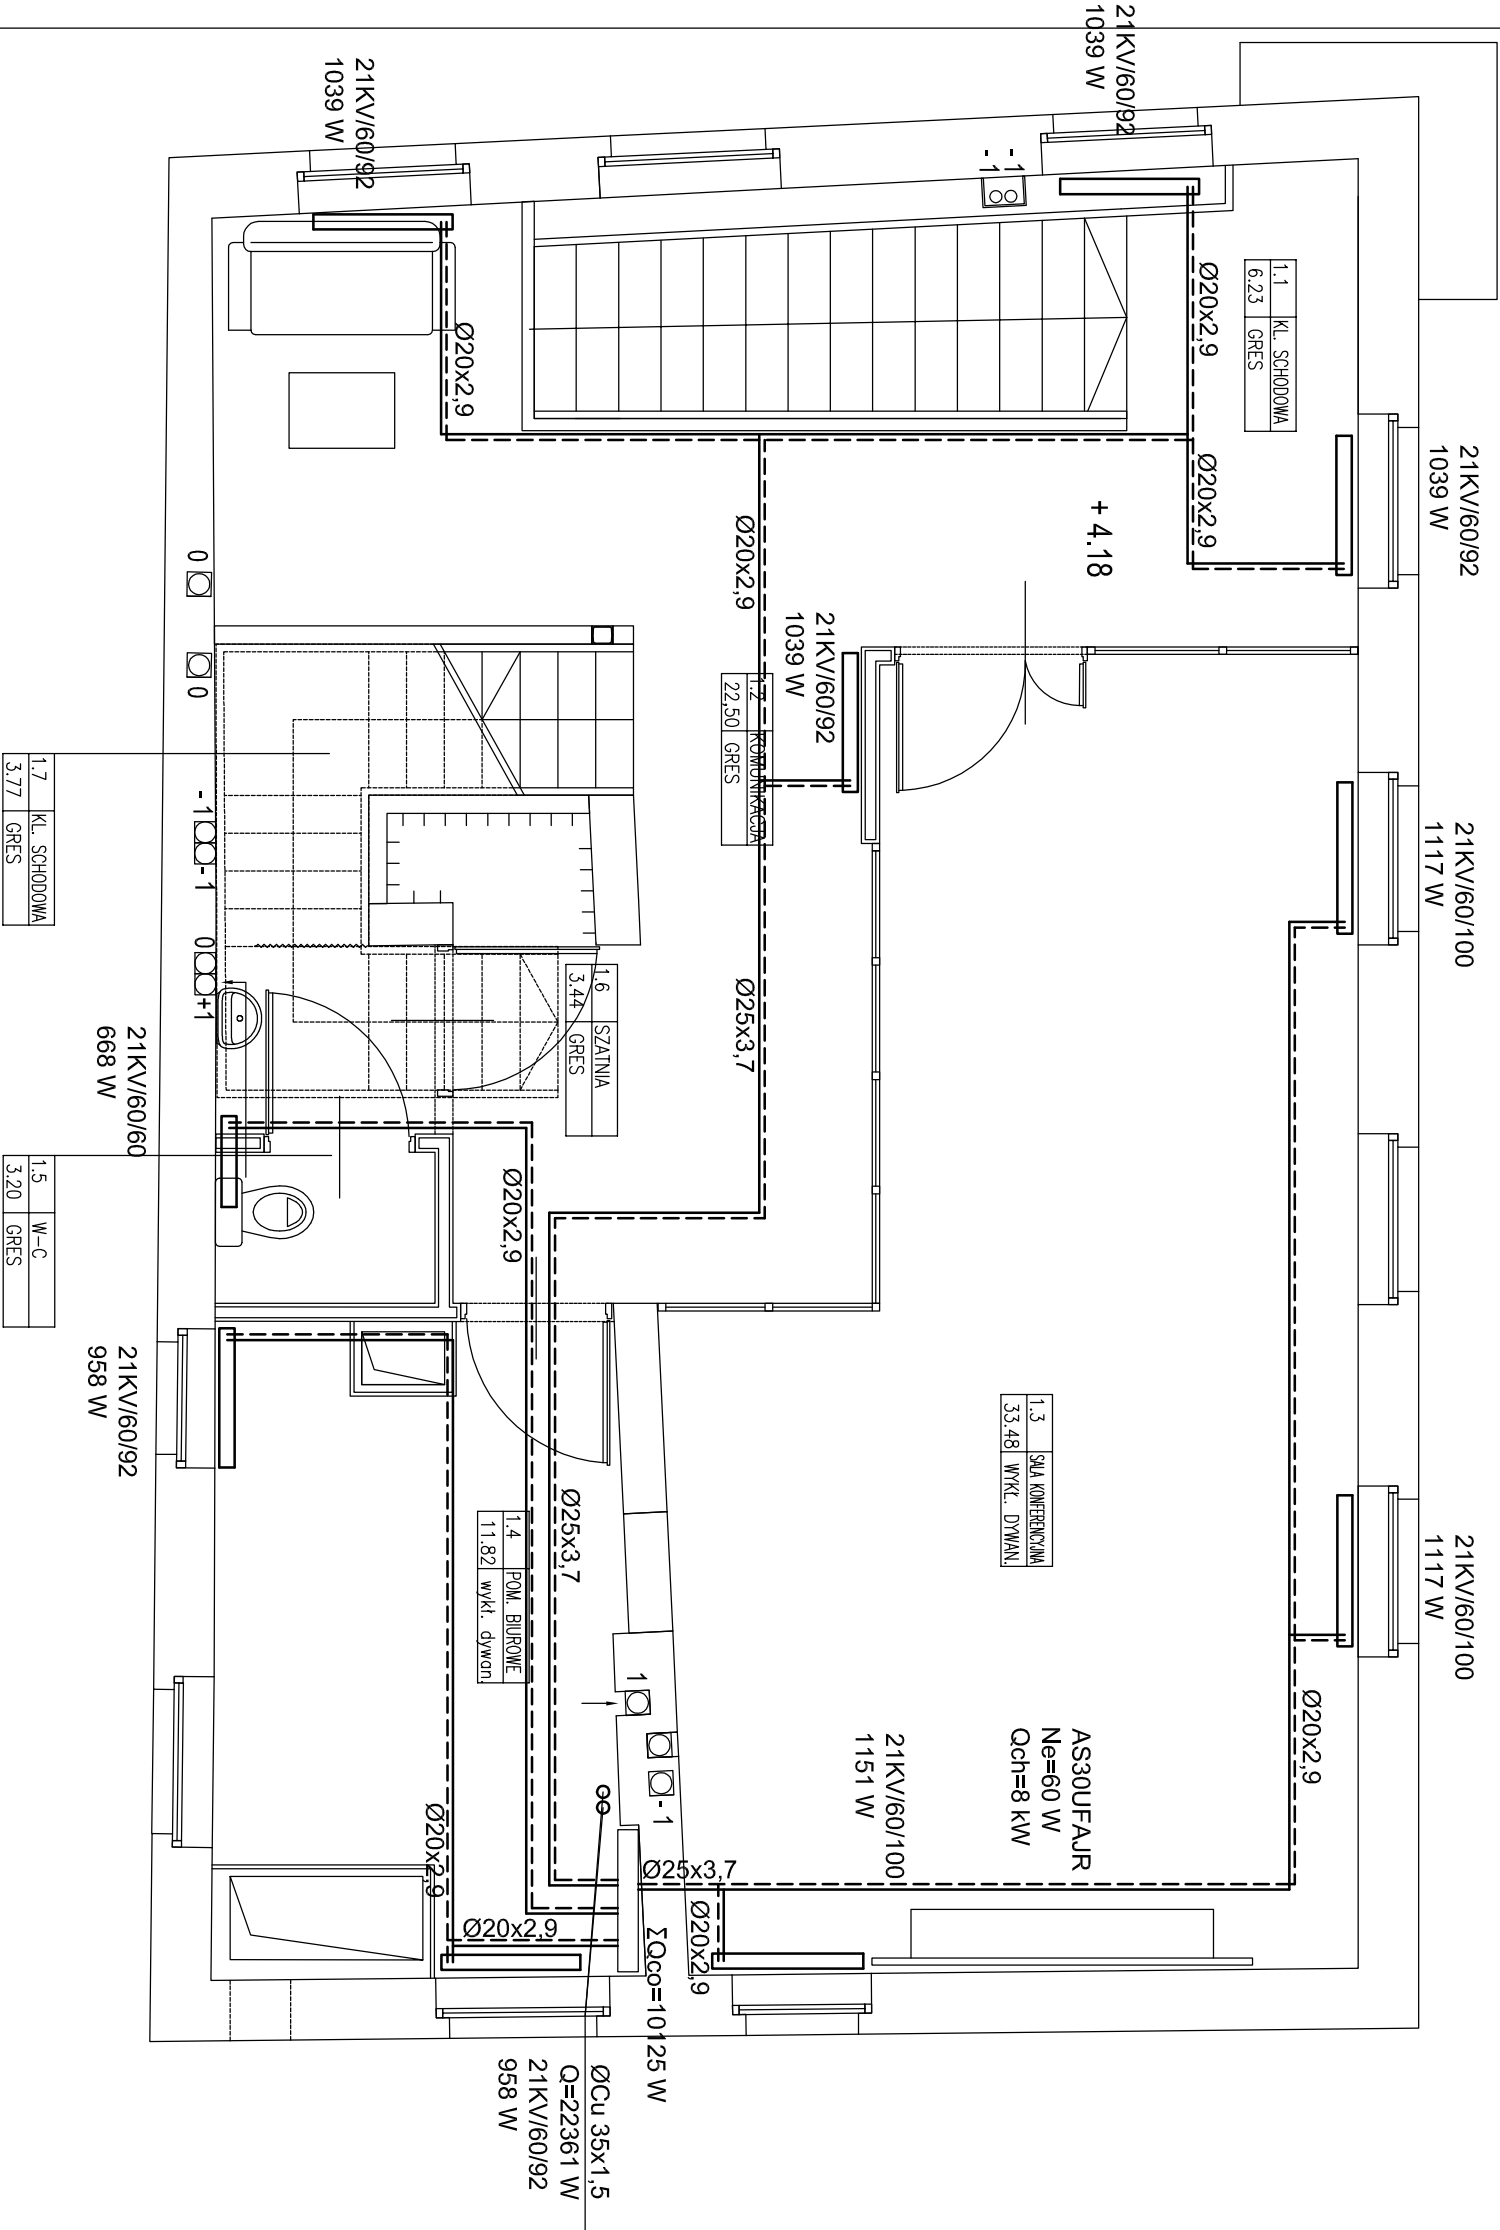 21KV/60/92
1039 W
21KV/60/92
1039 W
21KV/60/92
1039 W
21KV/60/100
1117 W
21KV/60/100
1117 W
- 1
- 1
Ø20x2,9
1.1 KL. SCHODOWA
6.23 GRES
Ø20x2,9
Ø20x2,9
+ 4.18
Ø20x2,9
21KV/60/92
1039 W
1.2 KOMUNIKACJA
22,50 GRES
0
0
- 1
- 1
0
+1
1.7 KL. SCHODOWA
3.77 GRES
Ø25x3,7
1.6 SZATNIA
3.44 GRES
21KV/60/60
668 W
1.5 W-C
3.20 GRES
Ø20x2,9
21KV/60/92
958 W
1.3 SALA KONFERENCYJNA
33.48 WYKŁ. DYWAN.
Ø25x3,7
1.4 POM. BIUROWE
11.82 wykł. dywan.
1
- 1
Ø20x2,9
AS30UFAJR
Ne=60 W
Qch=8 kW
21KV/60/100
1151 W
Ø20x2,9
Ø25x3,7
Ø20x2,9
Ø20x2,9
ΣQco=10125 W
ØCu 35x1,5
Q=22361 W
21KV/60/92
958 W